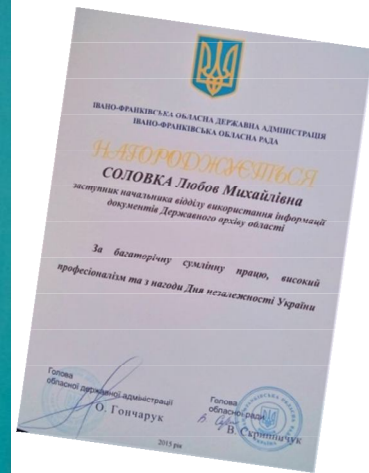 ІВАНО-ФРАНКІВСЬКА ОБЛАСНА ДЕРЖАВНА АДМІНІСТРАЦІЯ
ІВАНО-ФРАНКІВСЬКА ОБЛАСНА РАДА
НАГОРОДЖУЄТЬСЯ
СОЛОВКА Любов Михайлівна
заступник начальника відділу використання інформації
документів Державного архіву області
За багаторічну сумлінну працю, високий
професіоналізм та з нагоди Дня незалежності України
Голова
обласної державної адміністрації
О. Гончарук
Голова
обласної ради
В. Скрипничук
2015 рік